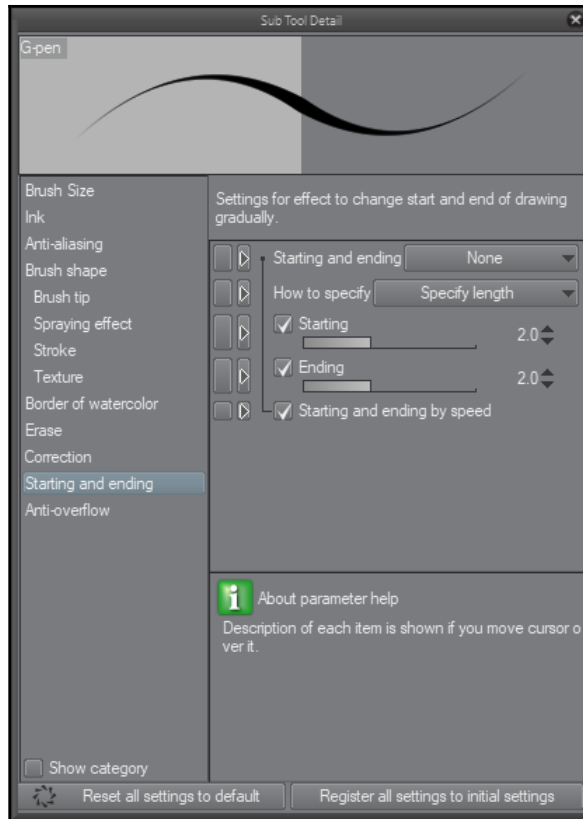 Sub Tool Detail
G-pen
Brush Size
Ink
Anti-aliasing
Brush shape
Brush tip
Spraying effect
Stroke
Texture
Border of watercolor
Erase
Correction
Starting and ending
Anti-overflow
Show category
Settings for effect to change start and end of drawing
gradually.
Starting and ending None
How to specify Specify length
Starting
2.0
Ending
2.0
Starting and ending by speed
About parameter help
Description of each item is shown if you move cursor o
ver it.
Reset all settings to default Register all settings to initial settings